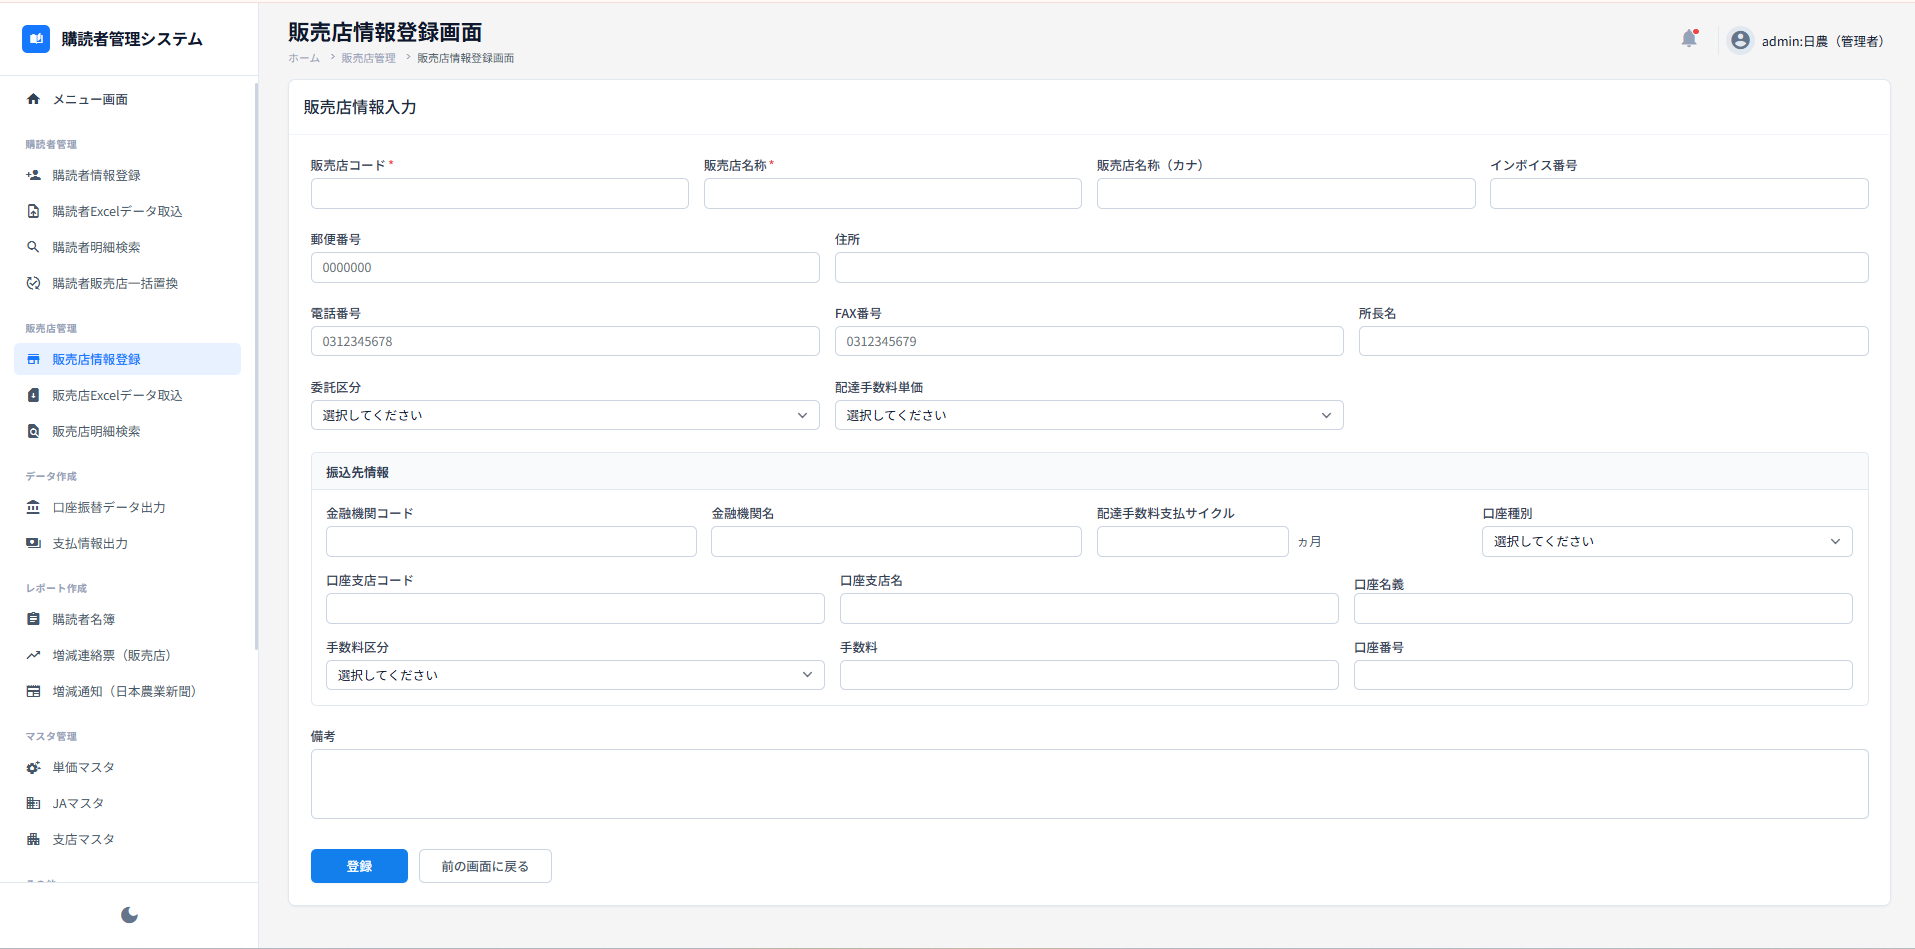 購読者管理システム
メニュー画面
購読者管理
購読者情報登録
購読者Excelデータ取込
購読者明細検索
購読者販売店一括置換
販売店管理
販売店情報登録
販売店Excelデータ取込
販売店明細検索
データ作成
口座振替データ出力
支払情報出力
レポート作成
購読者名簿
増減連絡票（販売店）
増減通知（日本農業新聞）
マスタ管理
単価マスタ
JAマスタ
支店マスタ
販売店情報登録画面
ホーム > 販売店管理 > 販売店情報登録画面
admin:日農（管理者）
販売店情報入力
販売店コード* 販売店名称* 販売店名称（カナ） インボイス番号
郵便番号 住所
0000000
電話番号 FAX番号 所長名
0312345678 0312345679
委託区分 配達手数料単価
選択してください 選択してください
振込先情報
金融機関コード 金融機関名 配達手数料支払サイクル 口座種別
ヵ月 選択してください
口座支店コード 口座支店名 口座名義
手数料区分 手数料 口座番号
選択してください
備考
登録 前の画面に戻る